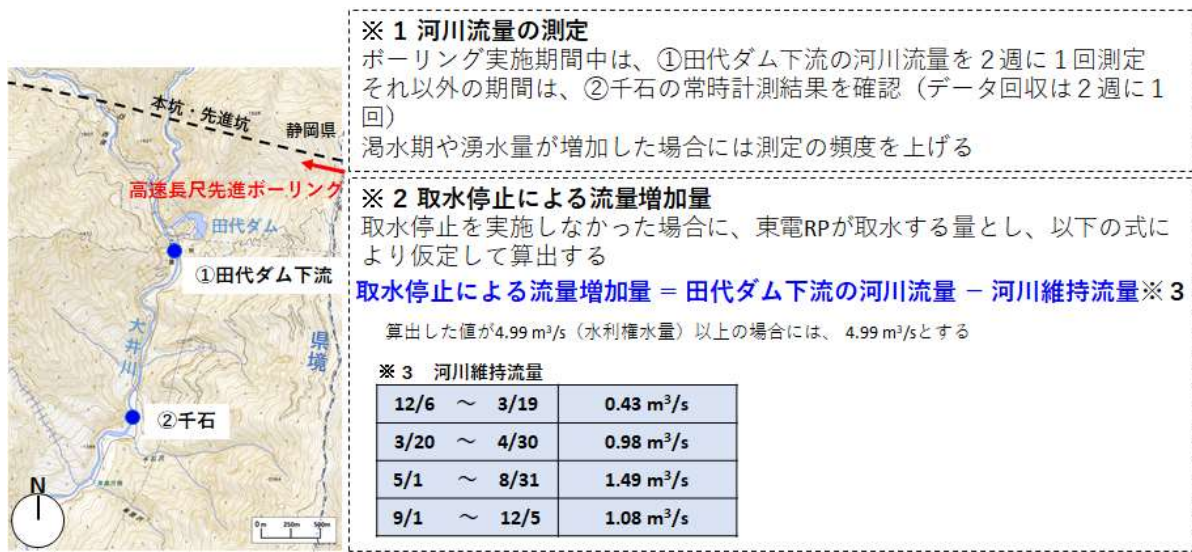 本坑・先進坑
静岡県
高速長尺先進ボーリング
田代ダム
①田代ダム下流
大井川
県境
②千石
N
0m 250m 500m
※1 河川流量の測定
ボーリング実施期間中は、①田代ダム下流の河川流量を2週に1回測定
それ以外の期間は、②千石の常時計測結果を確認（データ回収は2週に1
回）
渇水期や湧水量が増加した場合には測定の頻度を上げる
※2 取水停止による流量増加量
取水停止を実施しなかった場合に、東電RPが取水する量とし、以下の式に
より仮定して算出する
取水停止による流量増加量 = 田代ダム下流の河川流量 − 河川維持流量※3
算出した値が4.99 m³/s（水利権水量）以上の場合には、 4.99 m³/sとする
※3 河川維持流量
12/6 ～ 3/19 0.43 m³/s
3/20 ～ 4/30 0.98 m³/s
5/1 ～ 8/31 1.49 m³/s
9/1 ～ 12/5 1.08 m³/s